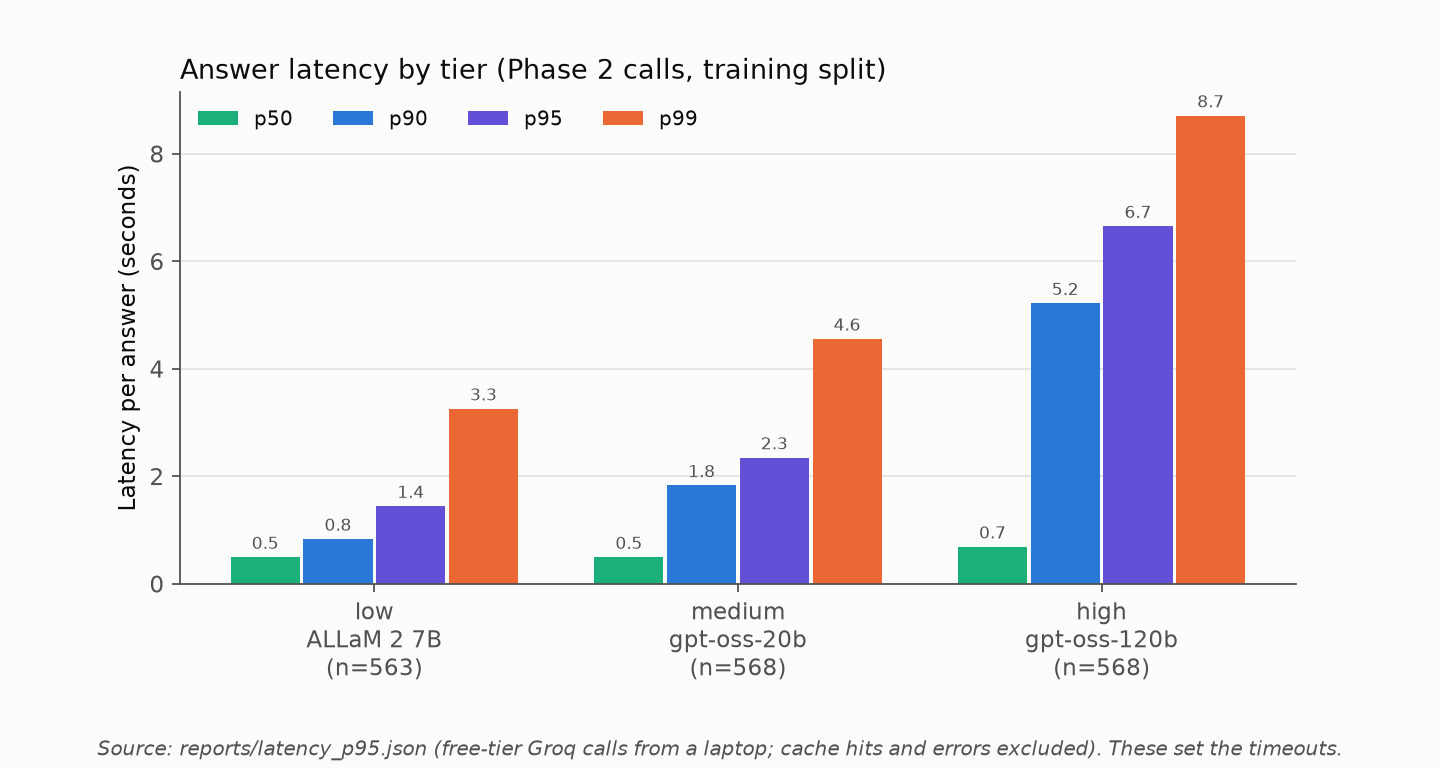 Answer latency by tier (Phase 2 calls, training split)
p50 p90 p95 p99
Latency per answer (seconds)
8
6
4
2
0
0.5 0.8 1.4 3.3
0.5 1.8 2.3 4.6
0.7 5.2 6.7 8.7
low medium high
ALLaM 2 7B gpt-oss-20b gpt-oss-120b
(n=563) (n=568) (n=568)
Source: reports/latency_p95.json (free-tier Groq calls from a laptop; cache hits and errors excluded). These set the timeouts.